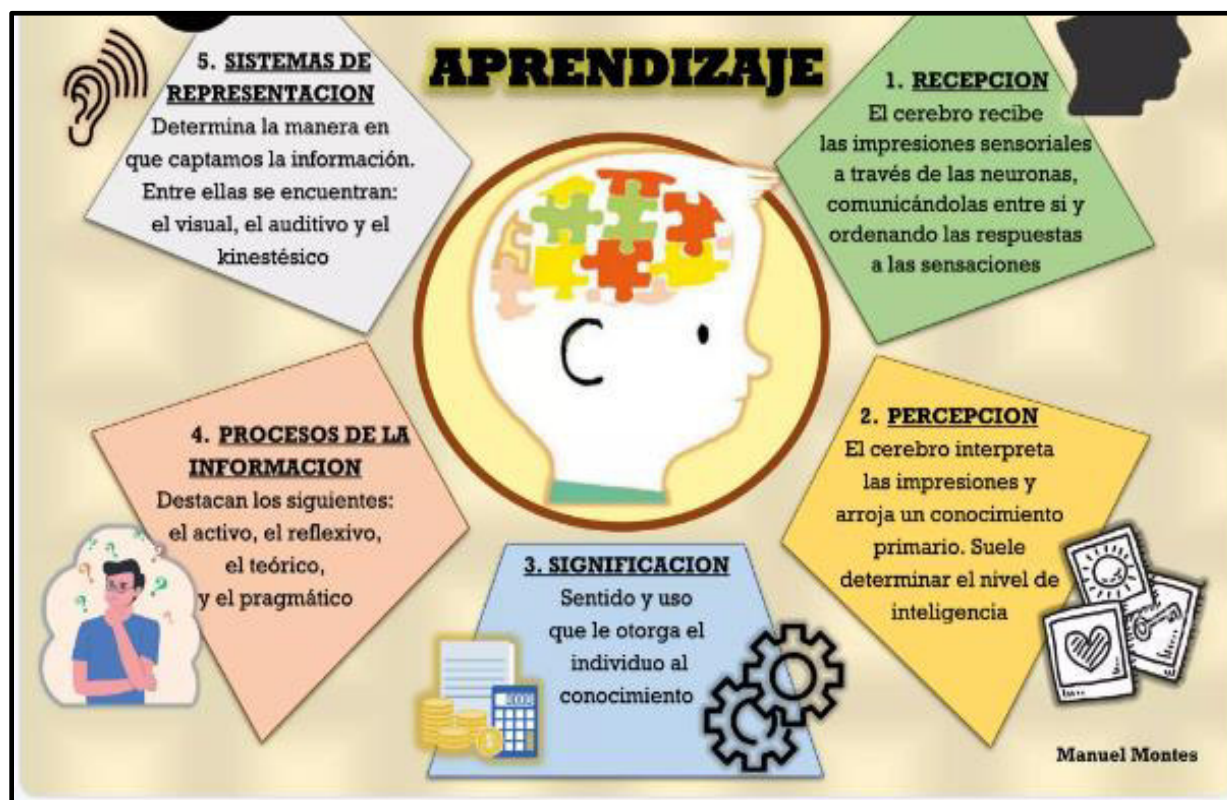 APRENDIZAJE
1. RECEPCION
El cerebro recibe
las impresiones sensoriales
a través de las neuronas,
comunicándolas entre si y
ordenando las respuestas
a las sensaciones
2. PERCEPCION
El cerebro interpreta
las impresiones y
arroja un conocimiento
primario. Suele
determinar el nivel de
inteligencia
3. SIGNIFICACION
Sentido y uso
que le otorga el
individuo al
conocimiento
4. PROCESOS DE LA
INFORMACION
Destacan los siguientes:
el activo, el reflexivo,
el teórico,
y el pragmático
5. SISTEMAS DE
REPRESENTACION
Determina la manera en
que captamos la información.
Entre ellas se encuentran:
el visual, el auditivo y el
kinestésico
Manuel Montes